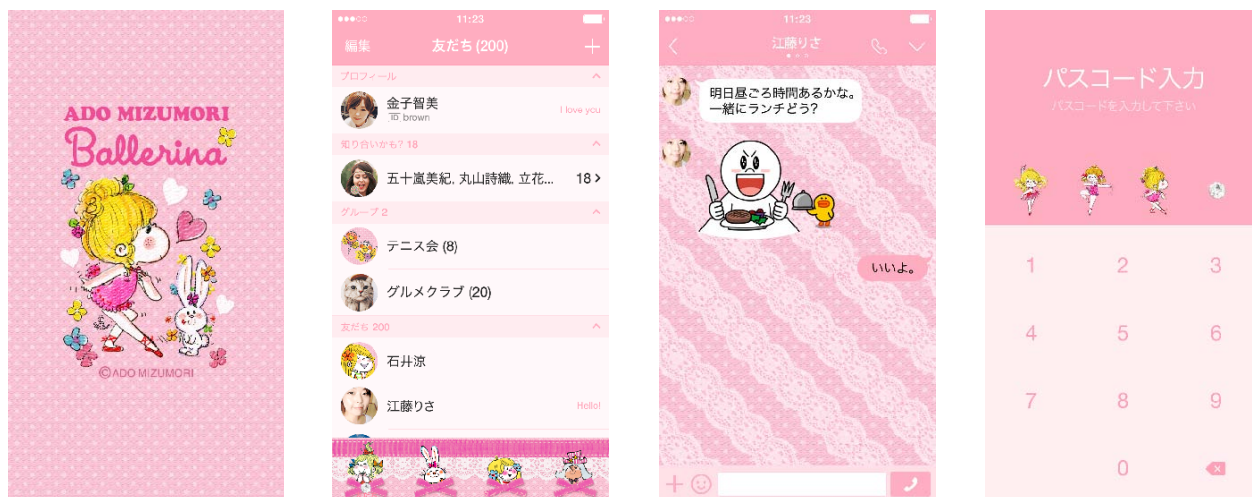 ADO MIZUMORI
Ballerina
©ADO MIZUMORI
11:23
編集
友だち (200)
+
プロフィール
金子智美
ID brown
I love you
知り合いかも? 18
五十嵐美紀, 丸山詩織, 立花...
18
グループ 2
テニス会 (8)
グルメクラブ (20)
友だち 200
石井涼
江藤りさ
Hello!
11:23
江藤りさ
明日昼ごろ時間あるかな。
一緒にランチどう?
いいよ。
パスコード入力
パスコードを入力して下さい
1 2 3
4 5 6
7 8 9
0